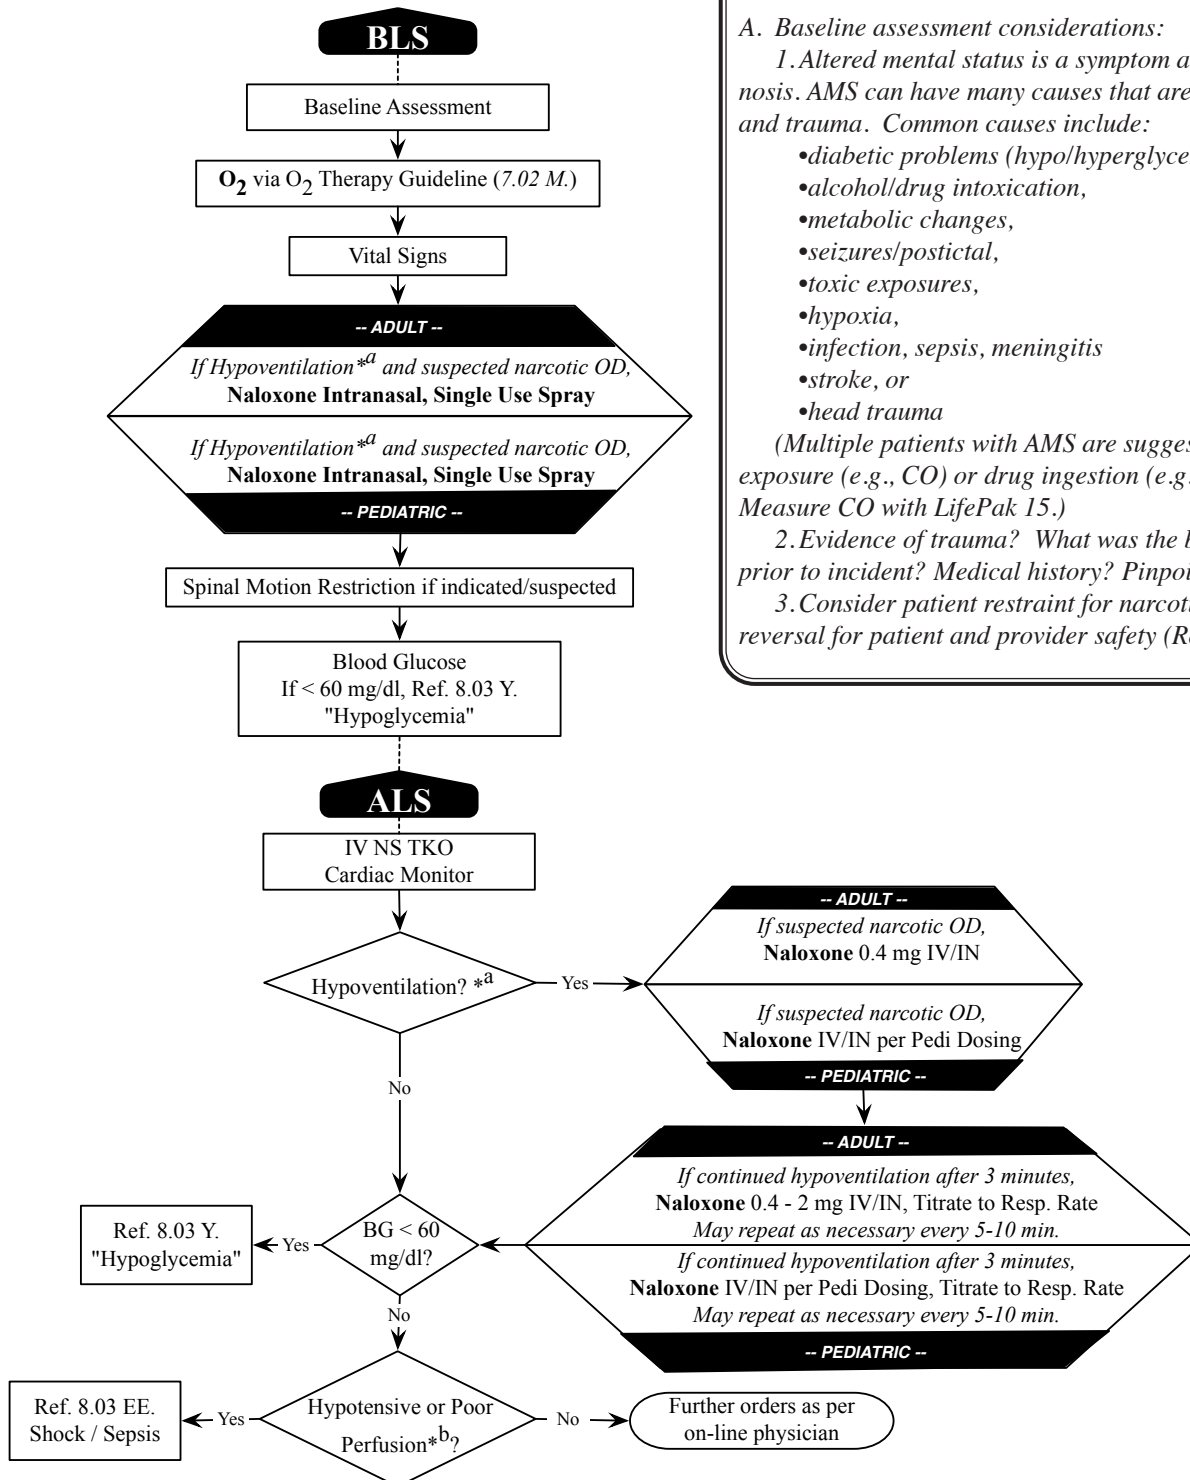 BLS
Baseline Assessment
O2 via O2 Therapy Guideline (7.02 M.)
Vital Signs
-- ADULT --
If Hypoventilation*a and suspected narcotic OD,
Naloxone Intranasal, Single Use Spray
If Hypoventilation*a and suspected narcotic OD,
Naloxone Intranasal, Single Use Spray
-- PEDIATRIC --
Spinal Motion Restriction if indicated/suspected
Blood Glucose
If < 60 mg/dl, Ref. 8.03 Y.
"Hypoglycemia"
A. Baseline assessment considerations:
1. Altered mental status is a symptom a
nosis. AMS can have many causes that are
and trauma. Common causes include:
•diabetic problems (hypo/hyperglyce
•alcohol/drug intoxication,
•metabolic changes,
•seizures/postictal,
•toxic exposures,
•hypoxia,
•infection, sepsis, meningitis
•stroke, or
•head trauma
(Multiple patients with AMS are sugges
exposure (e.g., CO) or drug ingestion (e.g.
Measure CO with LifePak 15.)
2. Evidence of trauma? What was the b
prior to incident? Medical history? Pinpoi
3. Consider patient restraint for narcoti
reversal for patient and provider safety (R
ALS
IV NS TKO
Cardiac Monitor
Hypoventilation? *a
Yes
No
-- ADULT --
If suspected narcotic OD,
Naloxone 0.4 mg IV/IN
If suspected narcotic OD,
Naloxone IV/IN per Pedi Dosing
-- PEDIATRIC --
-- ADULT --
If continued hypoventilation after 3 minutes,
Naloxone 0.4 - 2 mg IV/IN, Titrate to Resp. Rate
May repeat as necessary every 5-10 min.
If continued hypoventilation after 3 minutes,
Naloxone IV/IN per Pedi Dosing, Titrate to Resp. Rate
May repeat as necessary every 5-10 min.
-- PEDIATRIC --
BG < 60
mg/dl?
Yes
Ref. 8.03 Y.
"Hypoglycemia"
No
Hypotensive or Poor
Perfusion*b?
Yes
Ref. 8.03 EE.
Shock / Sepsis
No
Further orders as per
on-line physician